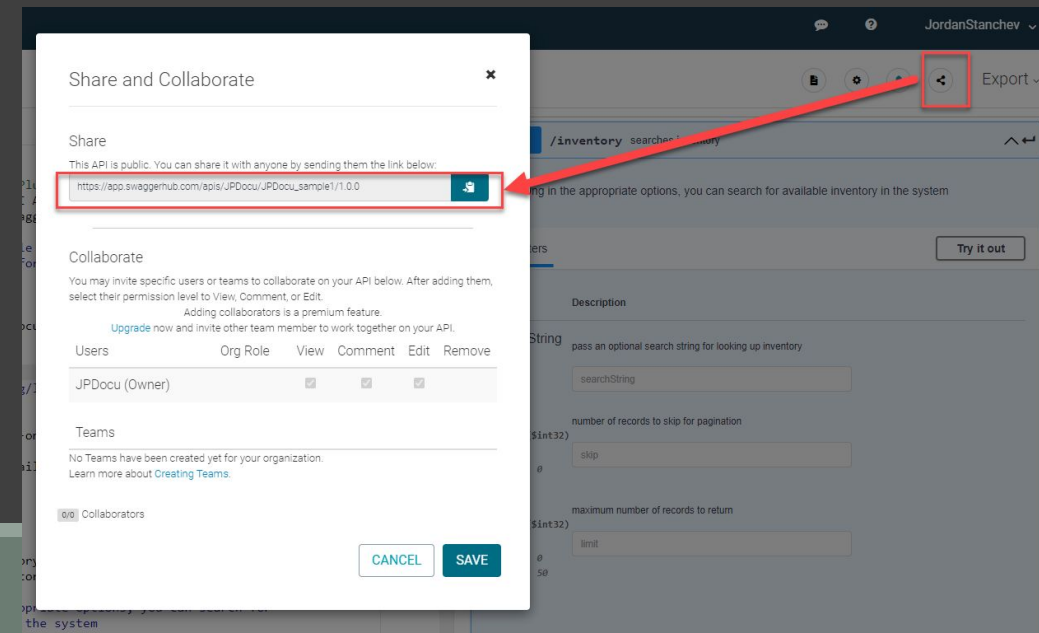 JordanStanchev
Export
Share and Collaborate
Share
This API is public. You can share it with anyone by sending them the link below:
https://app.swaggerhub.com/apis/JPDocu/JPDocu_sample1/1.0.0
Collaborate
You may invite specific users or teams to collaborate on your API below. After adding them,
select their permission level to View, Comment, or Edit.
Adding collaborators is a premium feature.
Upgrade now and invite other team member to work together on your API.
Users Org Role View Comment Edit Remove
JPDocu (Owner)
Teams
No Teams have been created yet for your organization.
Learn more about Creating Teams.
0/0 Collaborators
CANCEL SAVE
/inventory searches
in the appropriate options, you can search for available inventory in the system
Try it out
Description
String
pass an optional search string for looking up inventory
searchString
number of records to skip for pagination
$int32)
skip
0
maximum number of records to return
$int32)
limit
0
50
you can search for
the system